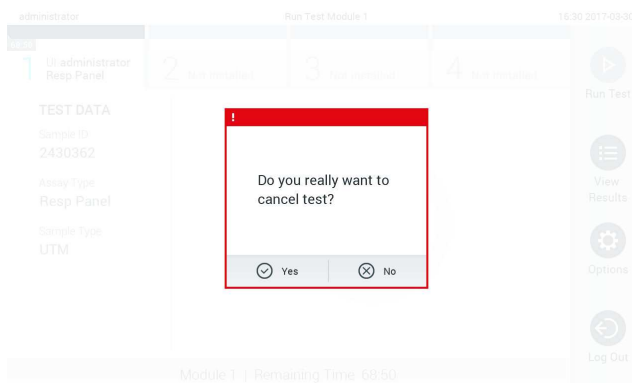 administrator
Run Test Module 1
15:30 2017-03-30
1
UI administrator
Resp Panel
2 Not installed
3 Not installed
4 Not installed
Run Test
TEST DATA
Sample ID
2430362
Assay Type
Resp Panel
Sample Type
UTM
!
Do you really want to
cancel test?
Yes
No
View
Results
Options
Log Out
Module 1 | Remaining Time 68:50